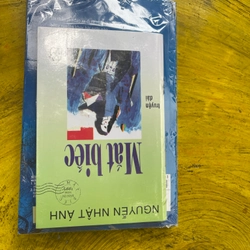 NGUYỄN NHẬT ÁNH
Mắt biếc
truyện
dài